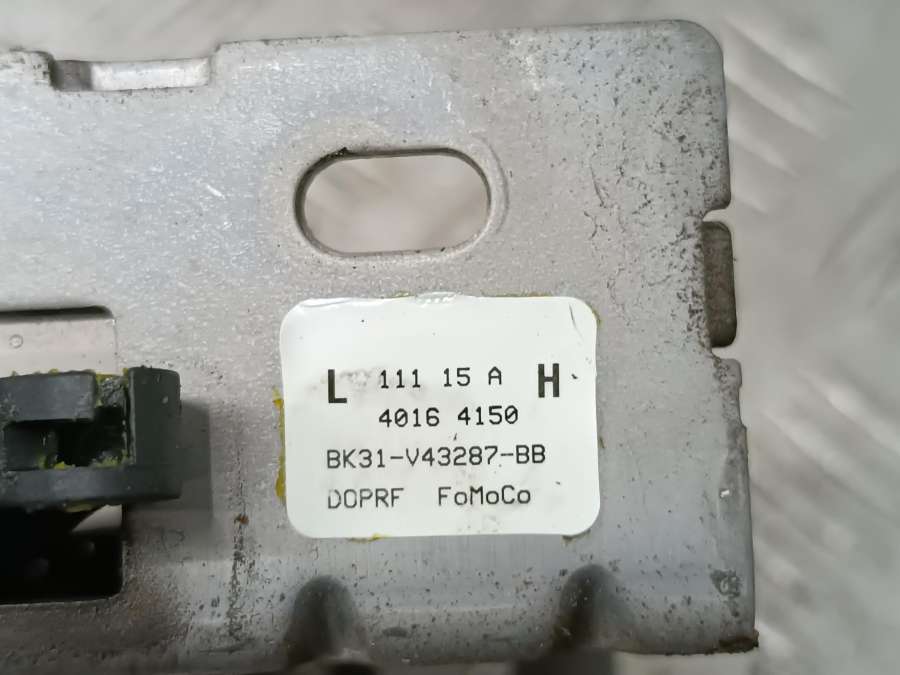 L 111 15 A H
4016 4150
BK31-V43287-BB
DOPRF FoMoCo